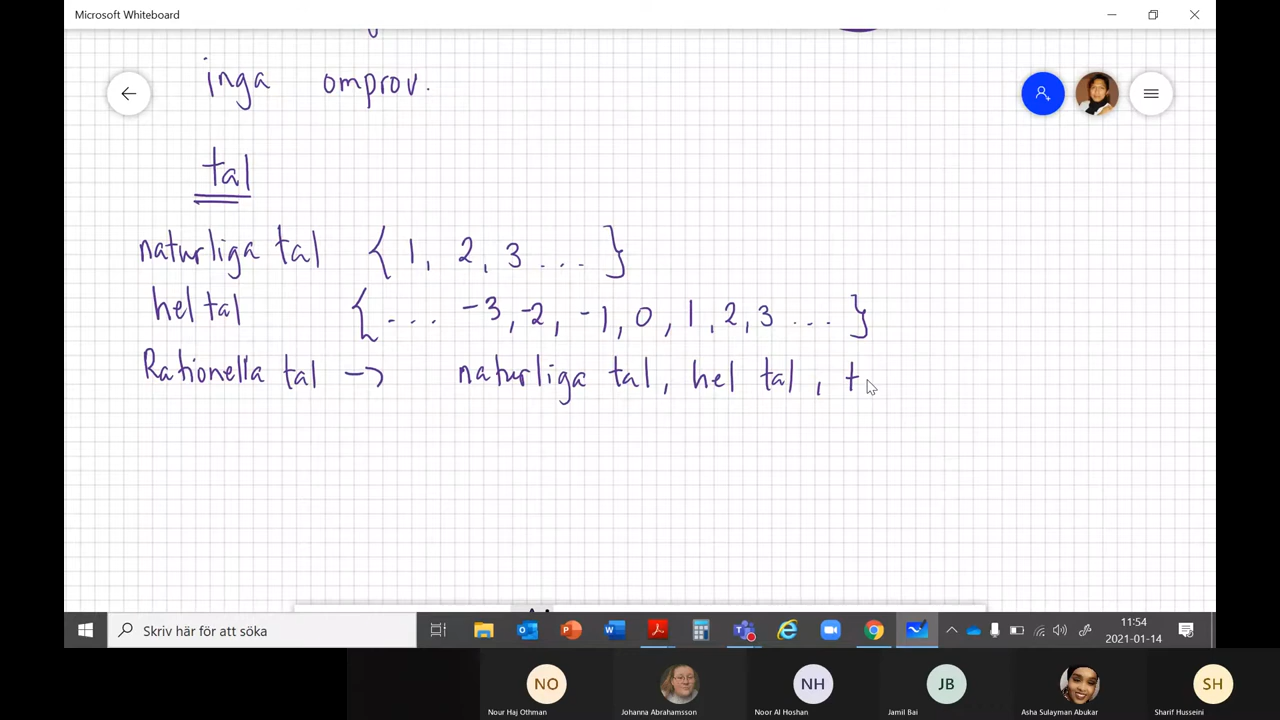 Microsoft Whiteboard
inga omprov.
tal
naturliga tal { 1, 2, 3 ... }
hel tal { .... -3, -2, -1, 0, 1, 2, 3 ... }
Rationella tal -> naturliga tal, hel tal, t
Skriv här för att söka
11:54
2021-01-14
NO
NH
JB
SH
Nour Haj Othman
Johanna Abrahamsson
Noor Al Hoshan
Jamil Bai
Asha Sulayman Abukar
Sharif Husseini